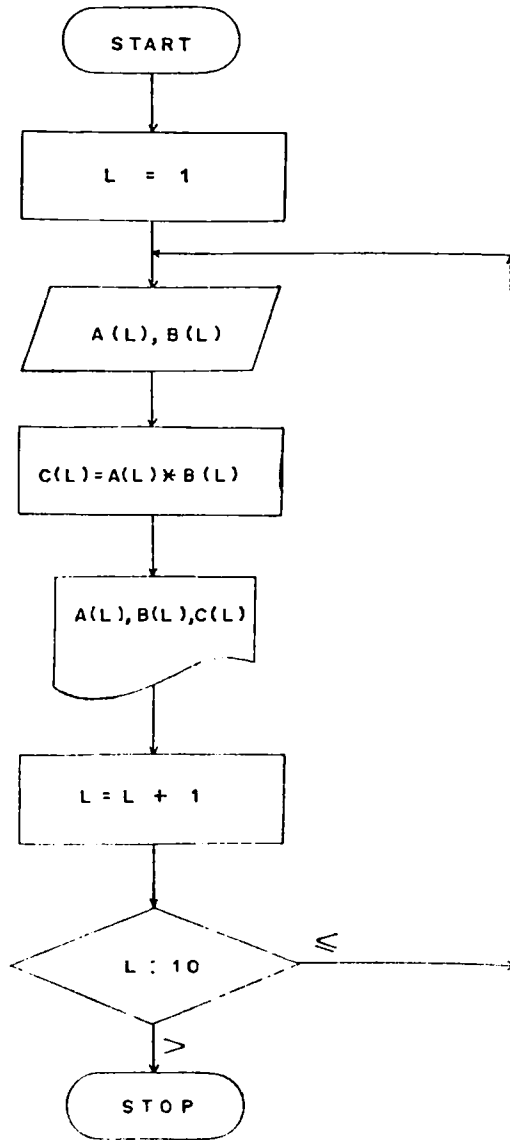 START
L = 1
A(L), B(L)
C(L)=A(L)*B(L)
A(L), B(L),C(L)
L = L + 1
L : 10
≤
>
STOP